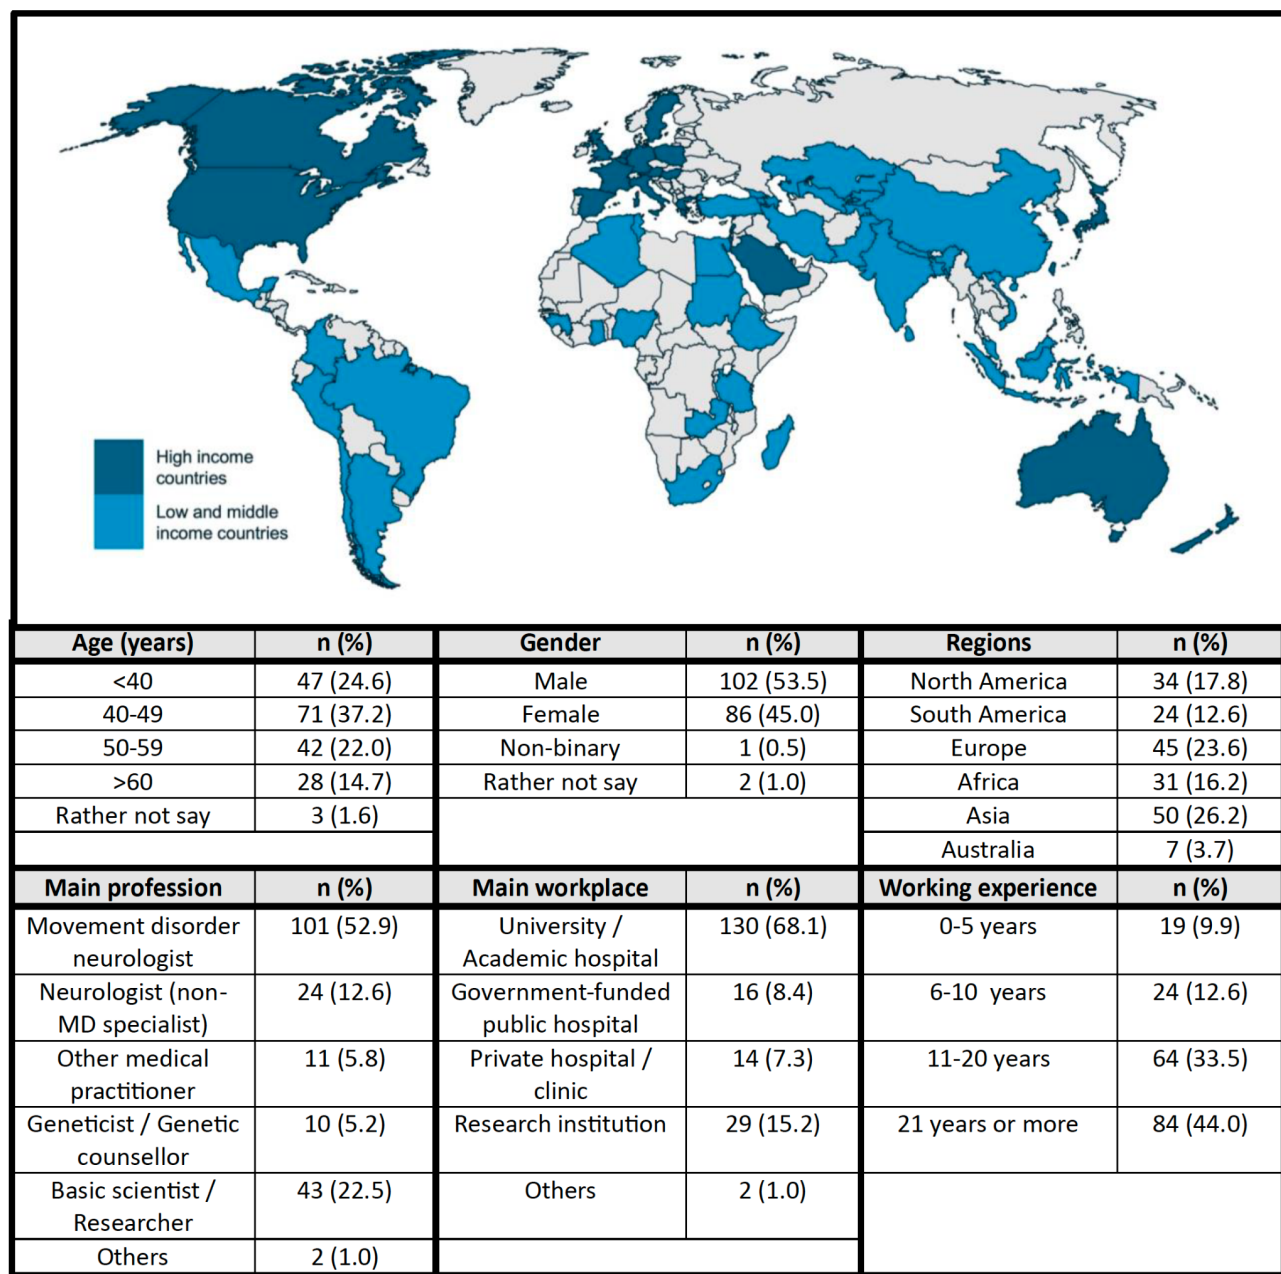 High income
countries
Low and middle
income countries
Age (years) n (%) Gender n (%) Regions n (%)
<40 47 (24.6) Male 102 (53.5) North America 34 (17.8)
40-49 71 (37.2) Female 86 (45.0) South America 24 (12.6)
50-59 42 (22.0) Non-binary 1 (0.5) Europe 45 (23.6)
>60 28 (14.7) Rather not say 2 (1.0) Africa 31 (16.2)
Rather not say 3 (1.6) Asia 50 (26.2)
Australia 7 (3.7)
Main profession n (%) Main workplace n (%) Working experience n (%)
Movement disorder 101 (52.9) University / 130 (68.1) 0-5 years 19 (9.9)
neurologist Academic hospital
Neurologist (non- 24 (12.6) Government-funded 16 (8.4) 6-10 years 24 (12.6)
MD specialist) public hospital
Other medical 11 (5.8) Private hospital / 14 (7.3) 11-20 years 64 (33.5)
practitioner clinic
Geneticist / Genetic 10 (5.2) Research institution 29 (15.2) 21 years or more 84 (44.0)
counsellor
Basic scientist / 43 (22.5) Others 2 (1.0)
Researcher
Others 2 (1.0)